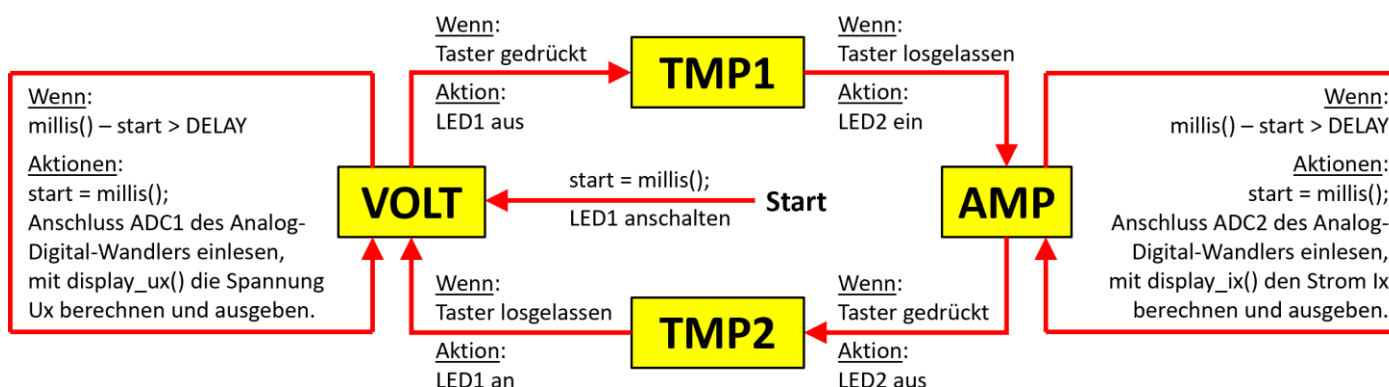 Wenn:
Taster gedrückt
Aktion:
LED1 aus
TMP1
Wenn:
Taster losgelassen
Aktion:
LED2 ein
Wenn:
millis() – start > DELAY
Aktionen:
start = millis();
Anschluss ADC1 des Analog-
Digital-Wandlers einlesen,
mit display_ux() die Spannung
Ux berechnen und ausgeben.
VOLT
start = millis();
LED1 anschalten
Start
AMP
Wenn:
millis() – start > DELAY
Aktionen:
start = millis();
Anschluss ADC2 des Analog-
Digital-Wandlers einlesen,
mit display_ix() den Strom Ix
berechnen und ausgeben.
Wenn:
Taster losgelassen
Aktion:
LED1 an
TMP2
Wenn:
Taster gedrückt
Aktion:
LED2 aus